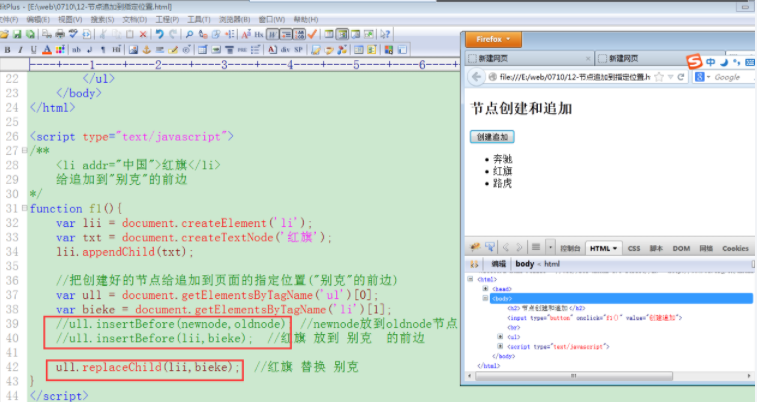 ditPlus - [E:\web\0710\12-节点追加到指定位置.html]
文件(F) 编辑(E) 视图(V) 搜索(S) 文档(D) 工程(P) 工具(T) 浏览器(B) 窗口(W) 帮助(H)
----+----1----+----2----+----3----+----4----+----5----+----6----+
22 </ul>
23 </body>
24 </html>
25
26 <script type="text/javascript">
27 /**
28 <li addr="中国">红旗</li>
29 给追加到"别克"的前边
30 */
31 function f1(){
32 var lii = document.createElement('li');
33 var txt = document.createTextNode('红旗');
34 lii.appendChild(txt);
35
36 //把创建好的节点给追加到页面的指定位置("别克"的前边)
37 var ull = document.getElementsByTagName('ul')[0];
38 var bieke = document.getElementsByTagName('li')[1];
39 //ull.insertBefore(newnode,oldnode) //newnode放到oldnode节点
40 //ull.insertBefore(lii,bieke); //红旗 放到 别克 的前边
41
42 ull.replaceChild(lii,bieke); //红旗 替换 别克
43 }
44 </script>
Firefox
新建网页 新建网页
file:///E:/web/0710/12-节点追加到指定位置.h Google
节点创建和追加
创建追加
奔驰
红旗
路虎
控制台 HTML CSS 脚本 DOM 网络 Cookies
编辑 body < html
<html>
<head>
<body>
<h2>节点创建和追加</h2>
<input type="button" onclick="f1()" value="创建追加">
<br>
<ul>
<script type="text/javascript">
</body>
</html>